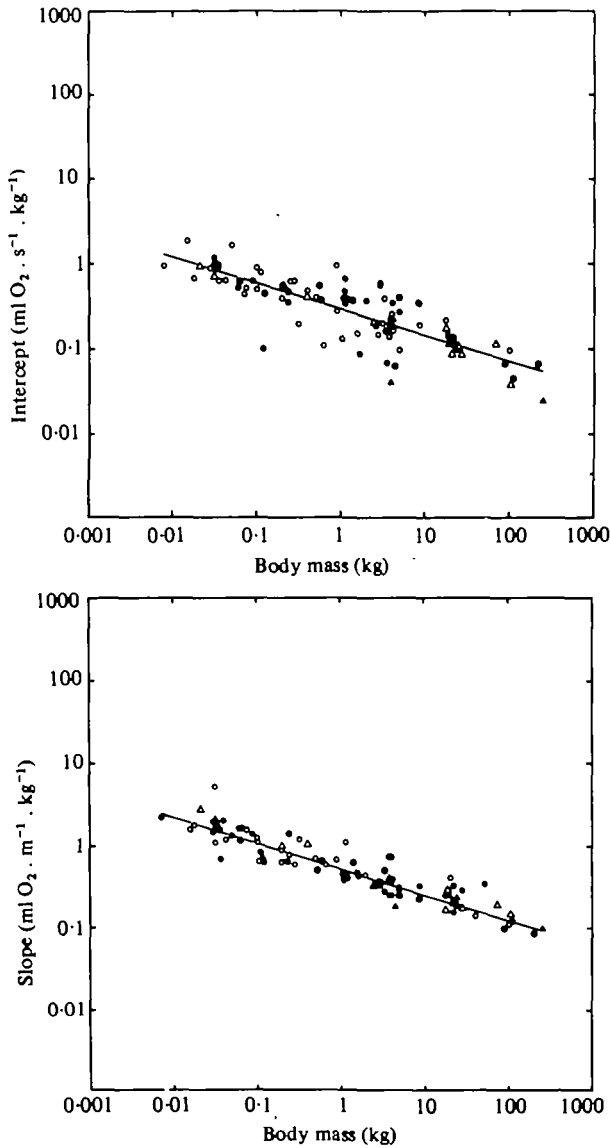 1000
100
10
1
0·1
0·01
Intercept (ml O₂ . s⁻¹ . kg⁻¹)
0·001 0·01 0·1 1 10 100 1000
Body mass (kg)
1000
100
10
1
0·1
0·01
Slope (ml O₂ . m⁻¹ . kg⁻¹)
0·001 0·01 0·1 1 10 100 1000
Body mass (kg)